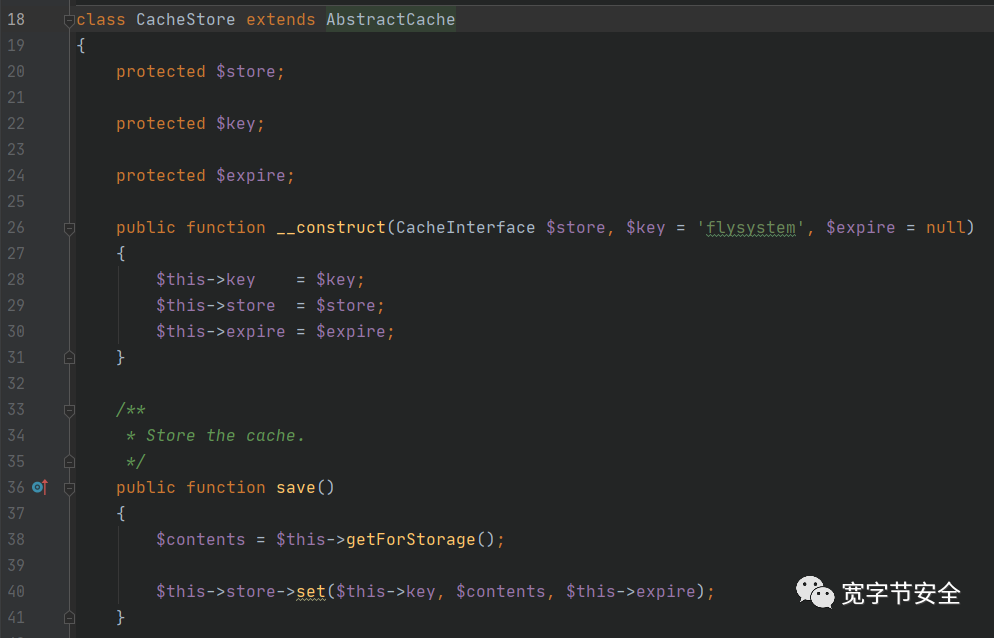 18 class CacheStore extends AbstractCache
19 {
20     protected $store;
21
22     protected $key;
23
24     protected $expire;
25
26     public function __construct(CacheInterface $store, $key = 'flysystem', $expire = null)
27     {
28         $this->key    = $key;
29         $this->store  = $store;
30         $this->expire = $expire;
31     }
32
33     /**
34      * Store the cache.
35      */
36     public function save()
37     {
38         $contents = $this->getForStorage();
39
40         $this->store->set($this->key, $contents, $this->expire);
41     }
宽字节安全